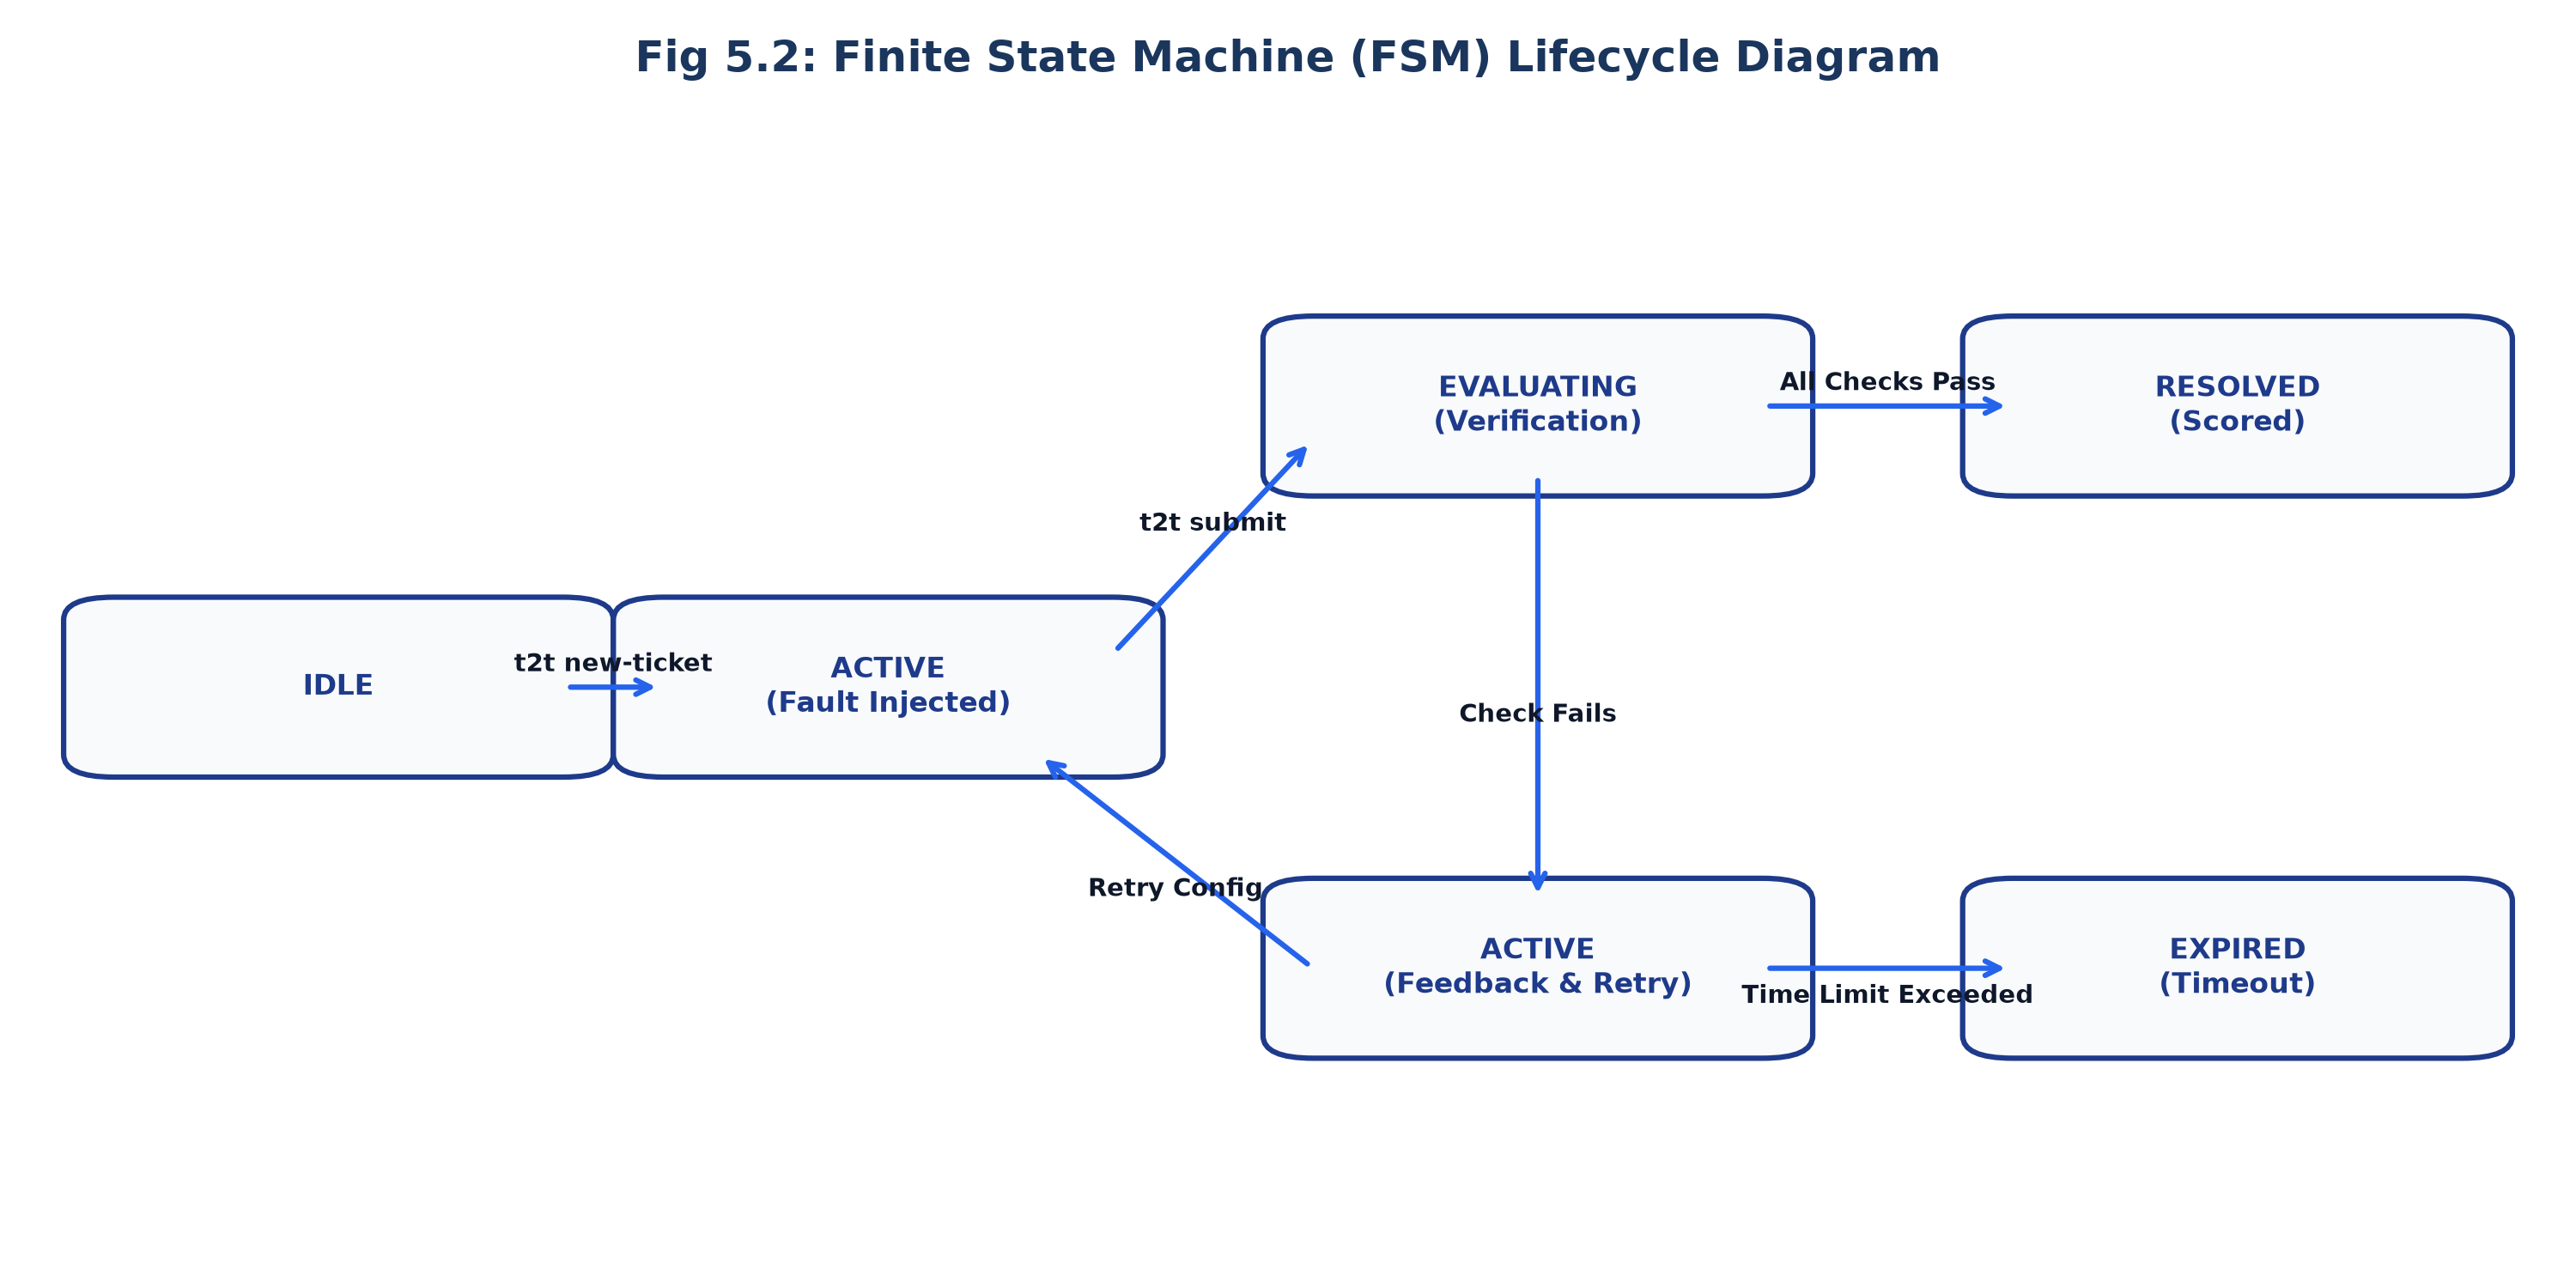 Fig 5.2: Finite State Machine (FSM) Lifecycle Diagram
EVALUATING
(Verification)
All Checks Pass
RESOLVED
(Scored)
t2t submit
IDLE
t2t new-ticket
ACTIVE
(Fault Injected)
Check Fails
Retry Config
ACTIVE
(Feedback & Retry)
Time Limit Exceeded
EXPIRED
(Timeout)